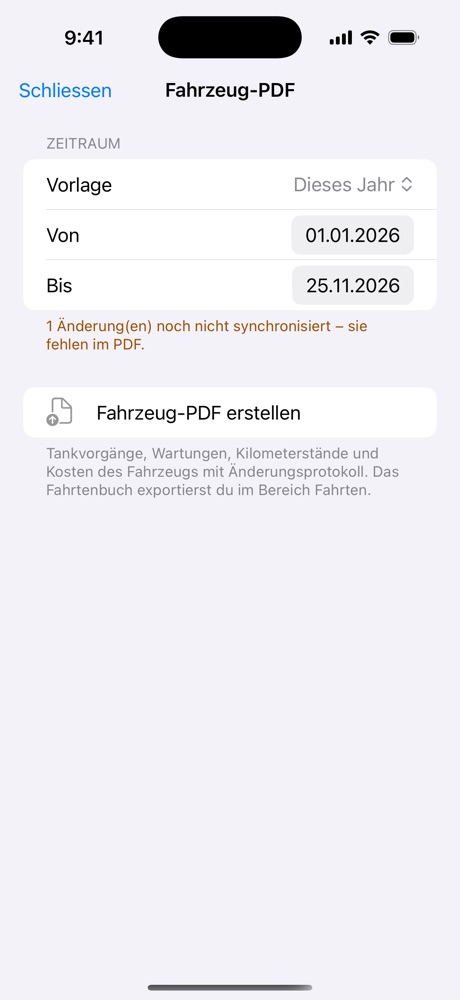 9:41
Schliessen
Fahrzeug-PDF
ZEITRAUM
Vorlage
Dieses Jahr
Von
01.01.2026
Bis
25.11.2026
1 Änderung(en) noch nicht synchronisiert – sie
fehlen im PDF.
Fahrzeug-PDF erstellen
Tankvorgänge, Wartungen, Kilometerstände und
Kosten des Fahrzeugs mit Änderungsprotokoll. Das
Fahrtenbuch exportierst du im Bereich Fahrten.